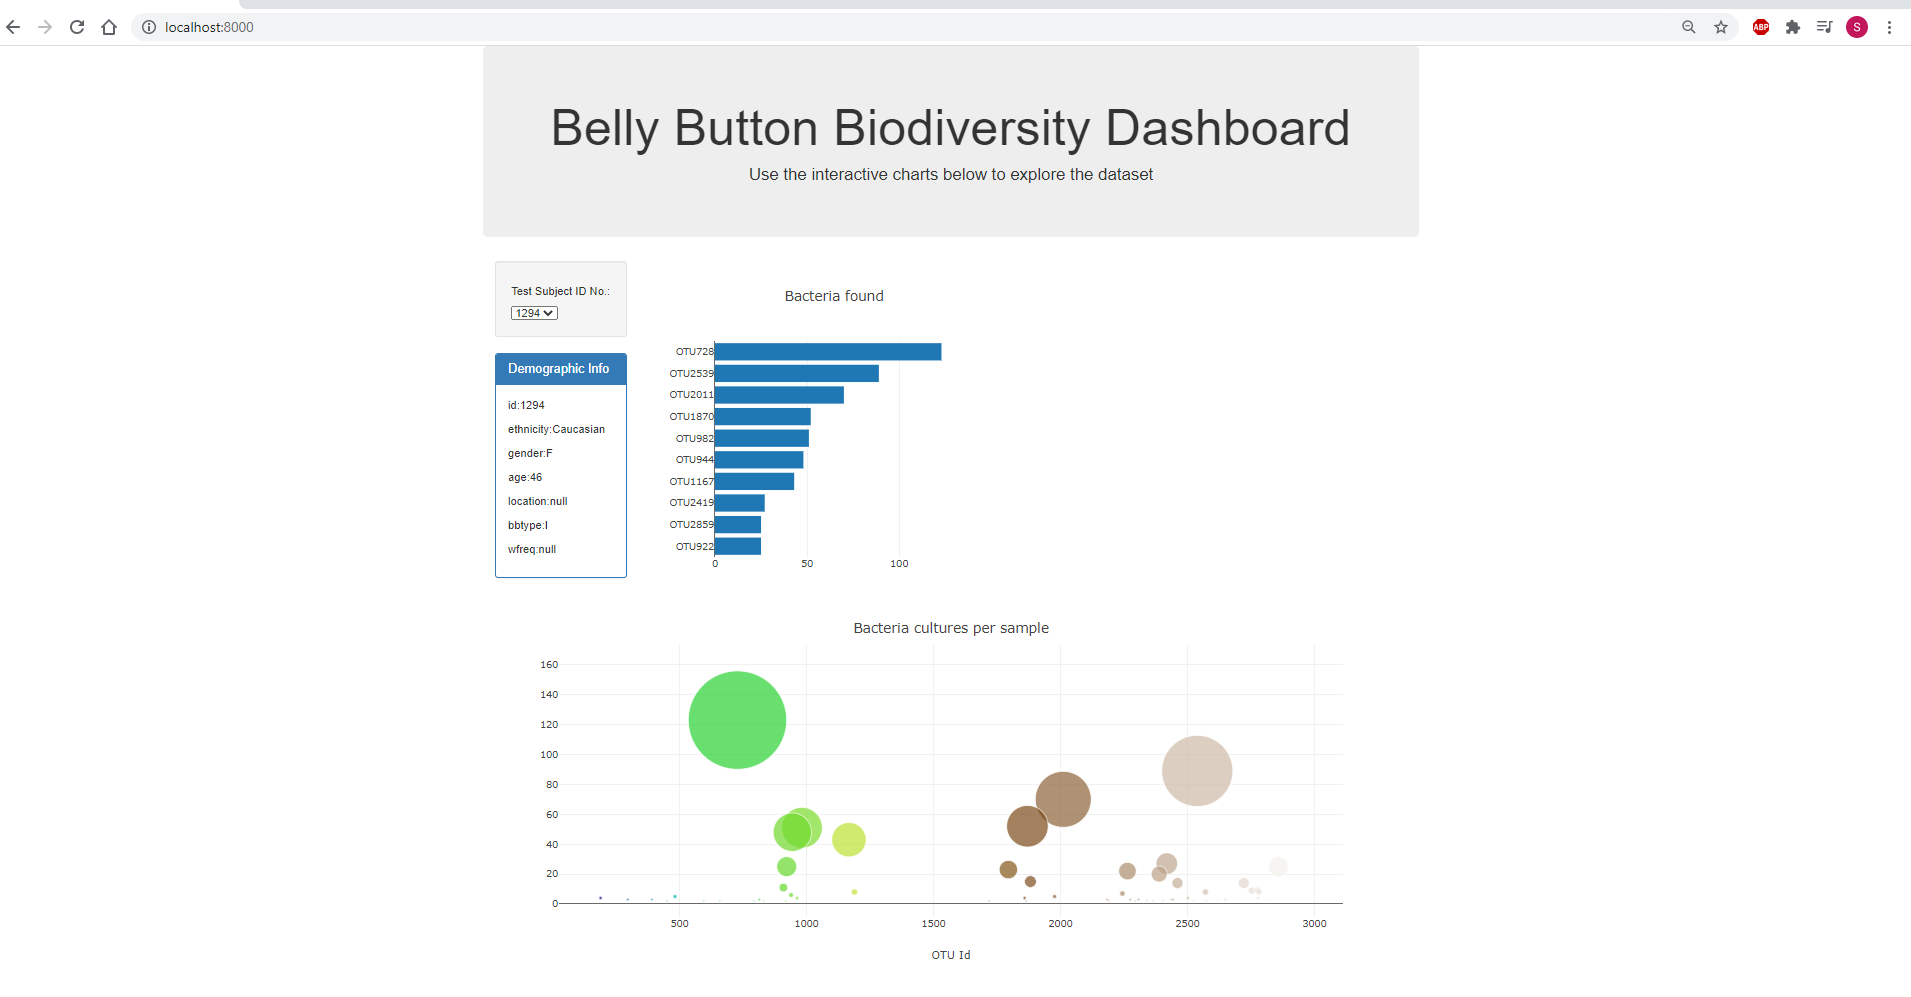 localhost:8000
ABP
S
Belly Button Biodiversity Dashboard
Use the interactive charts below to explore the dataset
Test Subject ID No.:
1294
Demographic Info
id:1294
ethnicity:Caucasian
gender:F
age:46
location:null
bbtype:I
wfreq:null
Bacteria found
OTU728
OTU2539
OTU2011
OTU1870
OTU982
OTU944
OTU1167
OTU2419
OTU2859
OTU922
0 50 100
Bacteria cultures per sample
160
140
120
100
80
60
40
20
0
500 1000 1500 2000 2500 3000
OTU Id